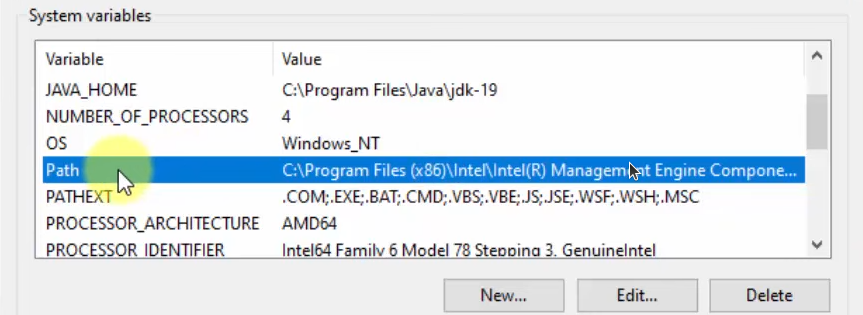 System variables
Variable Value
JAVA_HOME C:\Program Files\Java\jdk-19
NUMBER_OF_PROCESSORS 4
OS Windows_NT
Path C:\Program Files (x86)\Intel\Intel(R) Management Engine Compone...
PATHEXT .COM;.EXE;.BAT;.CMD;.VBS;.VBE;.JS;.JSE;.WSF;.WSH;.MSC
PROCESSOR_ARCHITECTURE AMD64
PROCESSOR_IDENTIFIER Intel64 Family 6 Model 78 Stepping 3, GenuineIntel
New... Edit... Delete